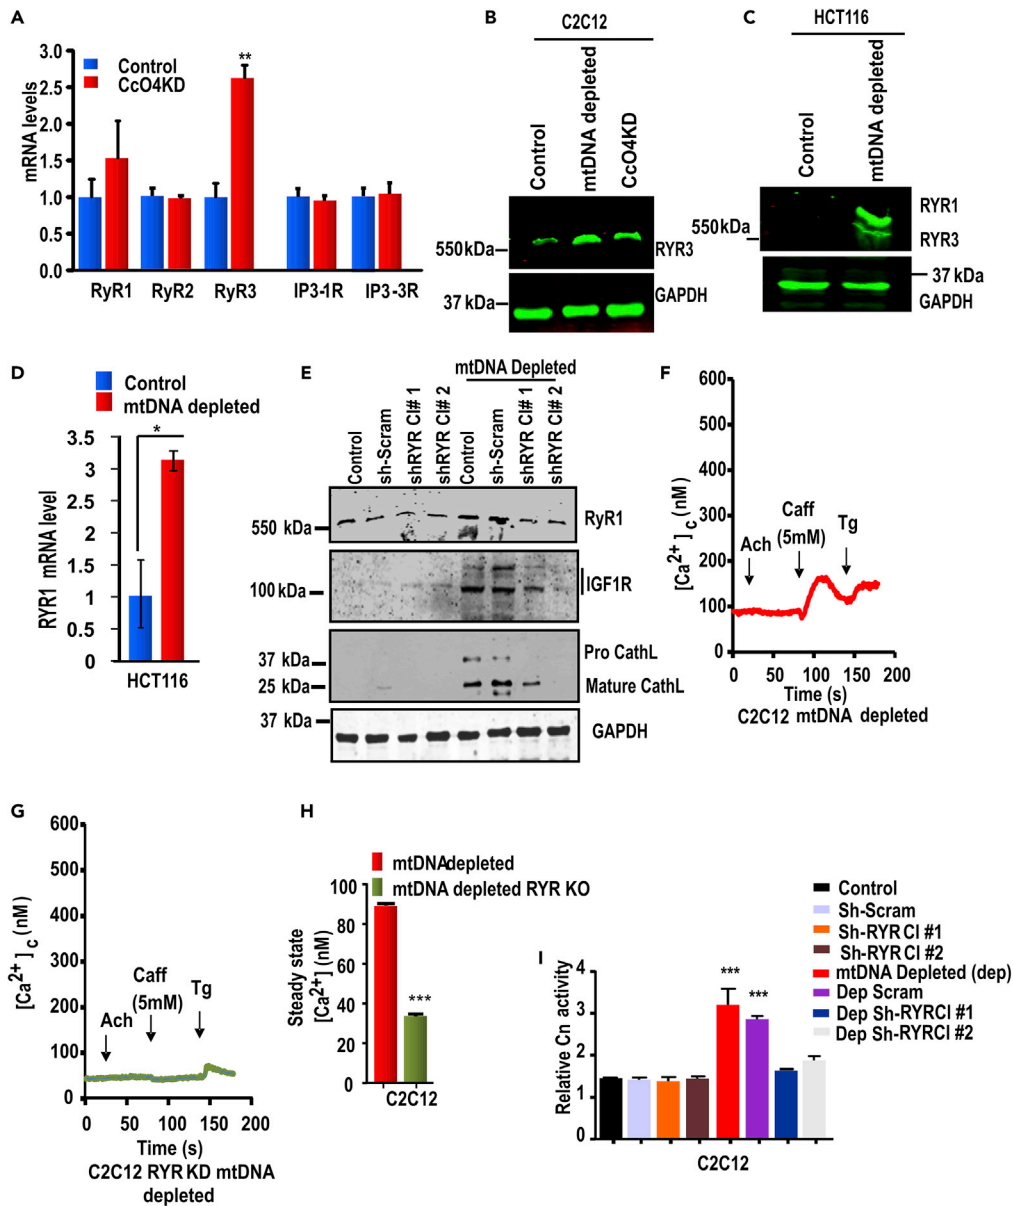 A
mRNA levels
3.0
2.5
2.0
1.5
1.0
0.5
0.0
Control
CcO4KD
**
RyR1 RyR2 RyR3 IP3-1R IP3-3R
B
C2C12
Control
mtDNA depleted
CcO4KD
550 kDa
RYR3
37 kDa
GAPDH
C
HCT116
Control
mtDNA depleted
550kDa
RYR1
RYR3
37 kDa
GAPDH
D
Control
mtDNA depleted
RYR1 mRNA level
3.5
3
2.5
2
1.5
1
0.5
0
*
HCT116
E
mtDNA Depleted
Control
sh-Scram
shRYR Cl# 1
shRYR Cl# 2
Control
sh-Scram
shRYR Cl# 1
shRYR Cl# 2
550 kDa
RyR1
100 kDa
IGF1R
37 kDa
Pro CathL
25 kDa
Mature CathL
37 kDa
GAPDH
F
[Ca2+]c (nM)
600
500
400
300
200
100
0
Ach
Caff
(5mM)
Tg
0 50 100 150 200
Time (s)
C2C12 mtDNA depleted
G
[Ca2+]c (nM)
600
500
400
300
200
100
0
Ach
Caff
(5mM)
Tg
0 50 100 150 200
Time (s)
C2C12 RYR KD mtDNA
depleted
H
mtDNAdepleted
mtDNA depleted RYR KO
Steady state
[Ca2+] (nM)
100
80
60
40
20
0
***
C2C12
I
Relative Cn activity
4
3
2
1
0
***
***
C2C12
Control
Sh-Scram
Sh-RYR Cl #1
Sh-RYR Cl #2
mtDNA Depleted (dep)
Dep Scram
Dep Sh-RYRCl #1
Dep Sh-RYRCl #2